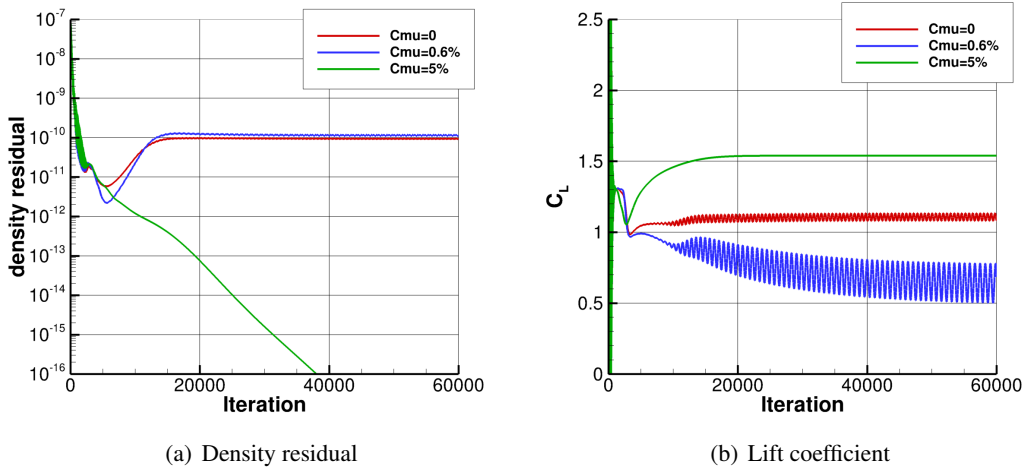 10^-7
10^-8
10^-9
10^-10
10^-11
10^-12
10^-13
10^-14
10^-15
10^-16
density residual
0 20000 40000 60000
Iteration
Cmu=0
Cmu=0.6%
Cmu=5%
(a) Density residual
2.5
2
1.5
1
0.5
0
C_L
0 20000 40000 60000
Iteration
Cmu=0
Cmu=0.6%
Cmu=5%
(b) Lift coefficient